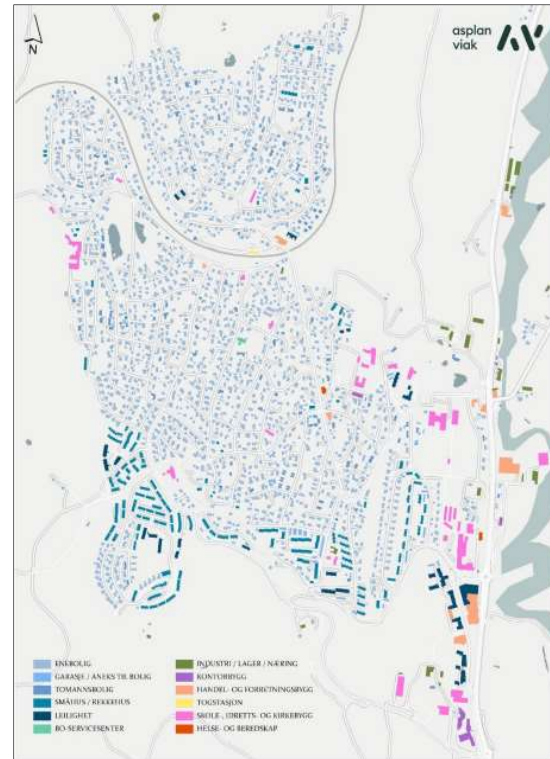 N
asplan
viak
ENEBOLIG
GARASJE / ANEKS TIL BOLIG
TOMANNSBOLIG
SMÅHUS / REKKEHUS
LEILIGHET
BO-SERVICESENTER
INDUSTRI / LAGER / NÆRING
KONTORBYGG
HANDEL- OG FORRETNINGSBYGG
TOGSTASJON
SKOLE-, IDRETTS- OG KIRKEBYGG
HELSE- OG BEREDSKAP